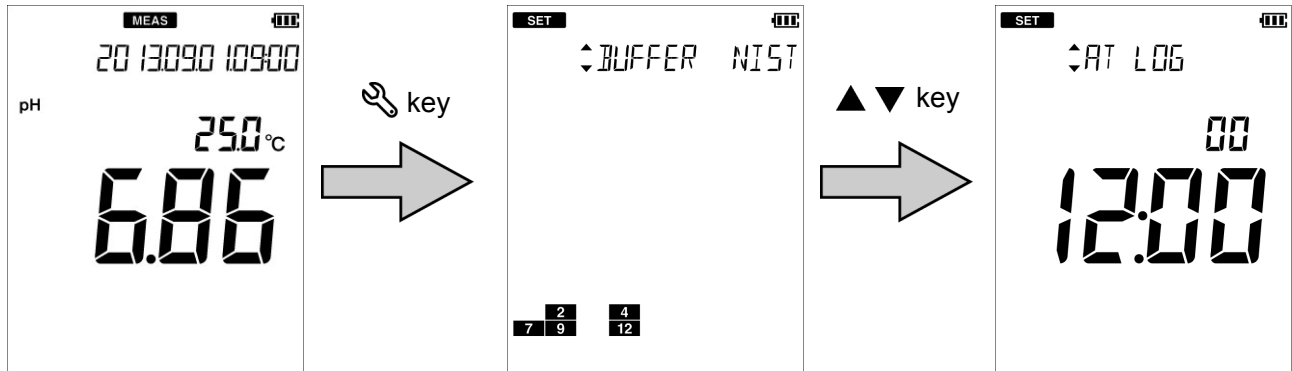 MEAS
2013.09.01.09:00
pH
25.0 °C
6.86
key
SET
BUFFER NIST
2 4
7 9 12
▲ ▼ key
SET
AT LOG
00
12:00